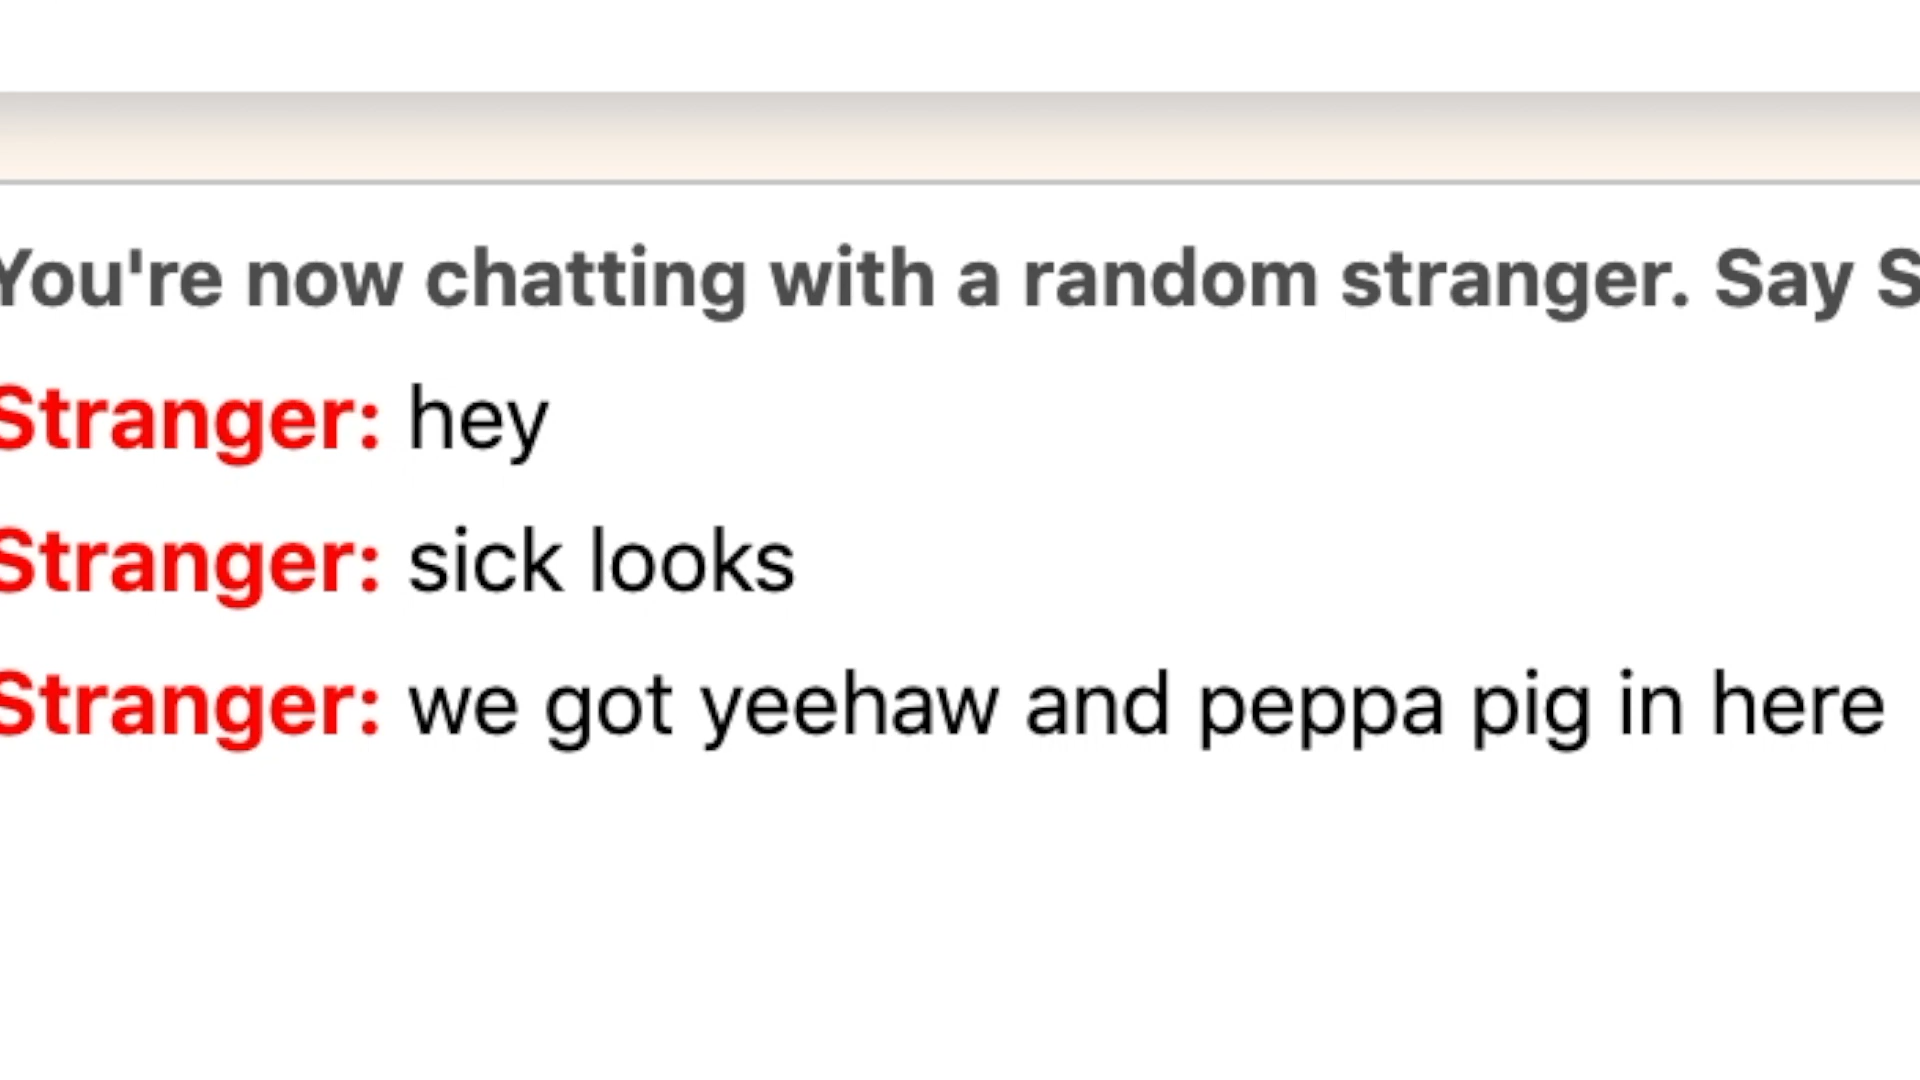 You're now chatting with a random stranger. Say S
Stranger: hey
Stranger: sick looks
Stranger: we got yeehaw and peppa pig in here